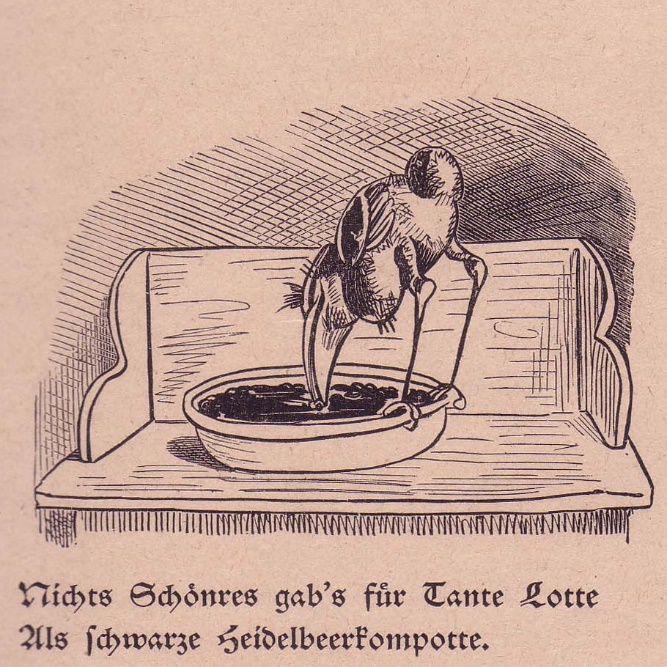 Nichts Schönres gab's für Tante Lotte
Als schwarze Heidelbeerkompotte.